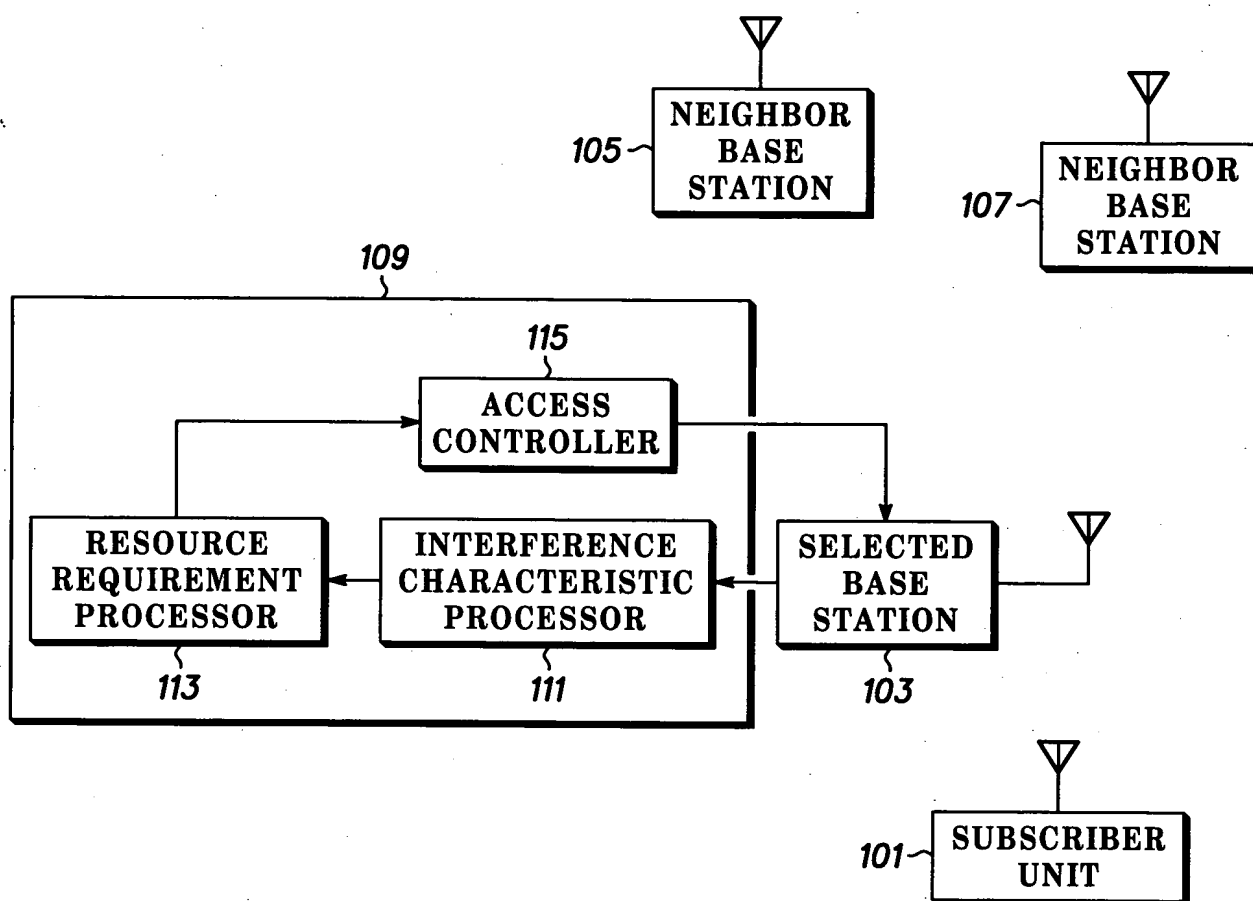 NEIGHBOR
BASE
STATION
105
NEIGHBOR
BASE
STATION
107
109
115
ACCESS
CONTROLLER
RESOURCE
REQUIREMENT
PROCESSOR
113
INTERFERENCE
CHARACTERISTIC
PROCESSOR
111
SELECTED
BASE
STATION
103
101
SUBSCRIBER
UNIT